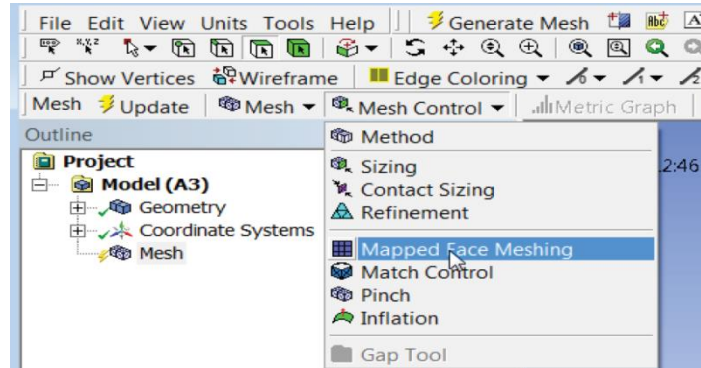 File Edit View Units Tools Help Generate Mesh Abc A
x,y,z
Show Vertices Wireframe Edge Coloring
Mesh Update Mesh Mesh Control Metric Graph
Outline
Method
Project
2:46
Sizing
Model (A3)
Contact Sizing
Geometry
Refinement
Coordinate Systems
Mapped Face Meshing
Mesh
Match Control
Pinch
Inflation
Gap Tool